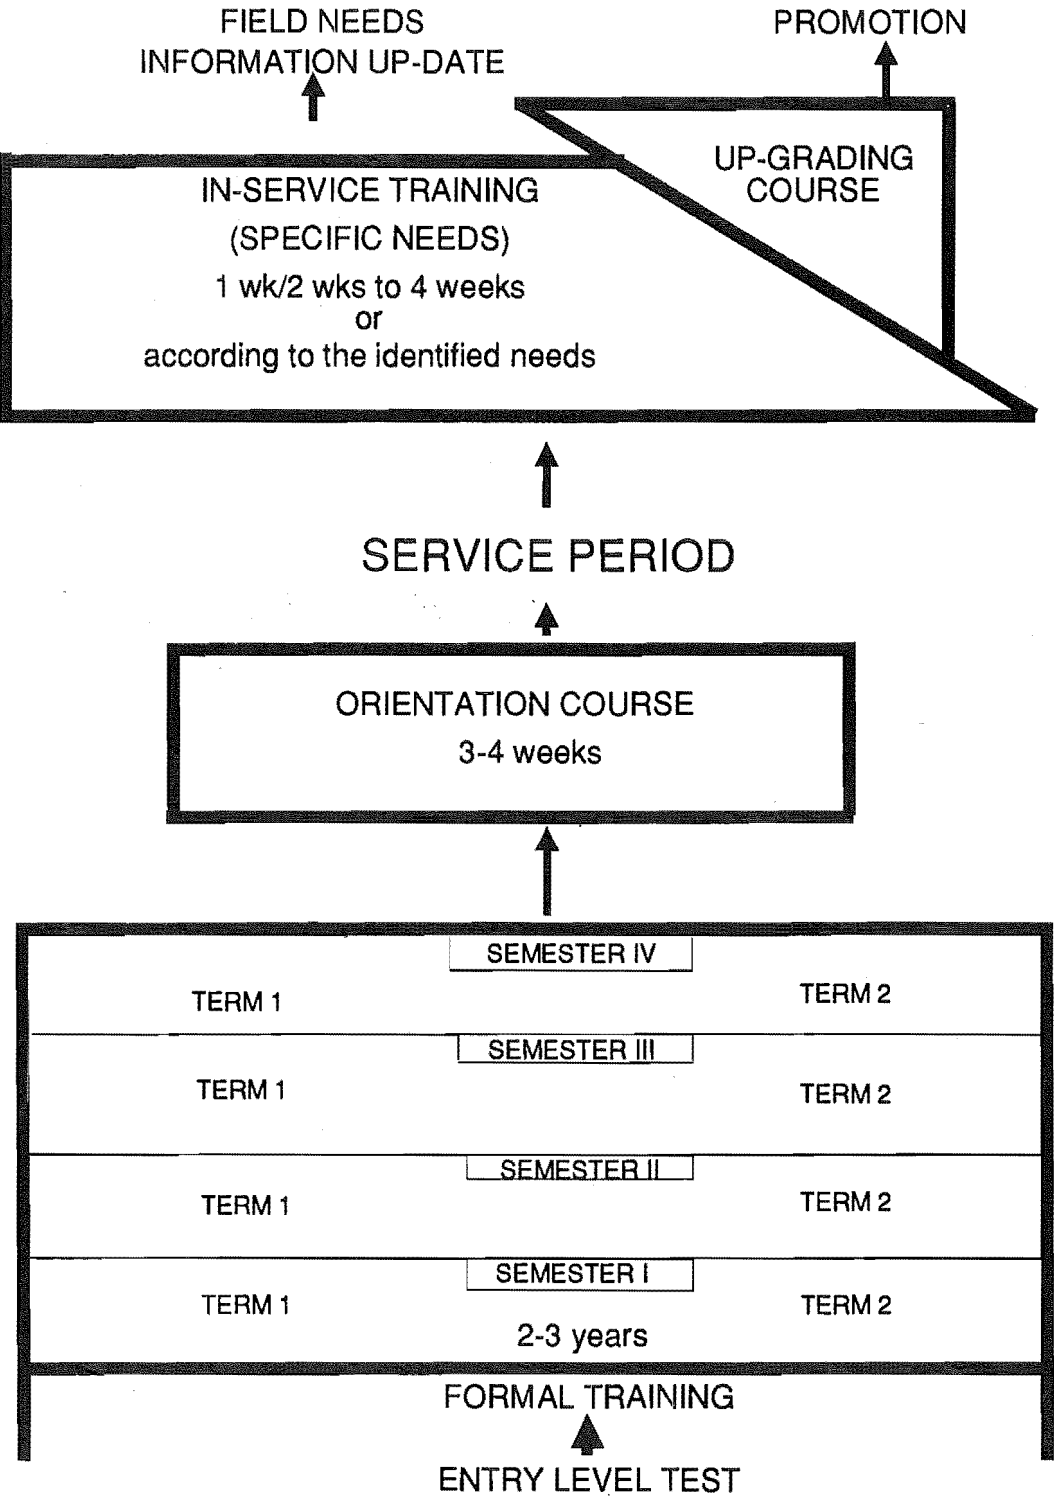 FIELD NEEDS
INFORMATION UP-DATE
PROMOTION
UP-GRADING
COURSE
IN-SERVICE TRAINING
(SPECIFIC NEEDS)
1 wk/2 wks to 4 weeks
or
according to the identified needs
SERVICE PERIOD
ORIENTATION COURSE
3-4 weeks
SEMESTER IV
TERM 1
TERM 2
SEMESTER III
TERM 1
TERM 2
SEMESTER II
TERM 1
TERM 2
SEMESTER I
TERM 1
TERM 2
2-3 years
FORMAL TRAINING
ENTRY LEVEL TEST